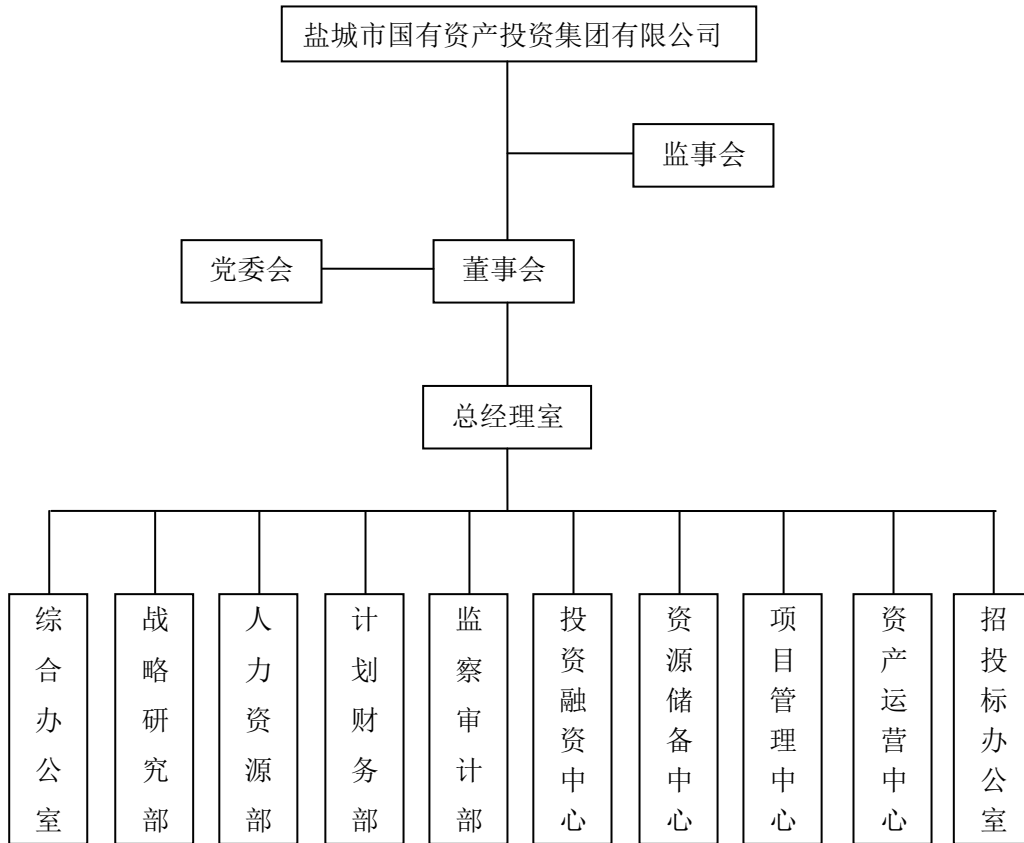 盐城市国有资产投资集团有限公司
监事会
党委会
董事会
总经理室
综合办公室
战略研究部
人力资源部
计划财务部
监察审计部
投资融资中心
资源储备中心
项目管理中心
资产运营中心
招投标办公室